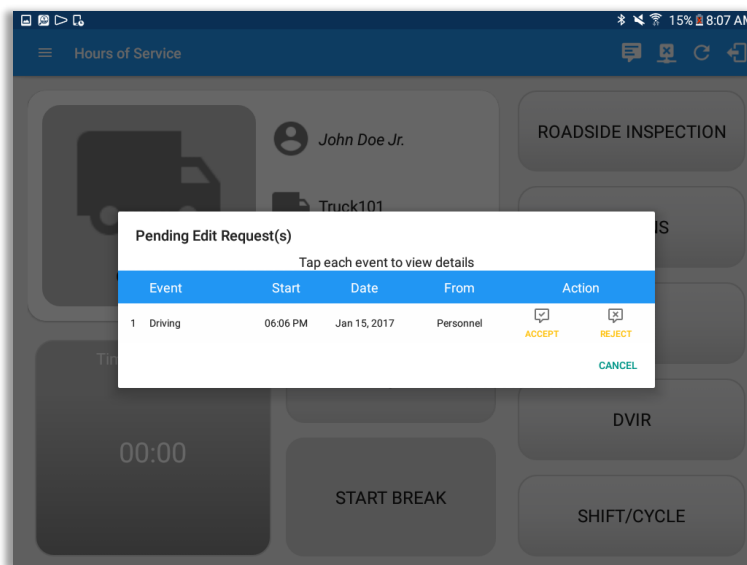 15% 8:07 AM
Hours of Service
John Doe Jr.
ROADSIDE INSPECTION
Truck101
Pending Edit Request(s)
Tap each event to view details
Event Start Date From Action
1 Driving 06:06 PM Jan 15, 2017 Personnel ACCEPT REJECT
CANCEL
DVIR
00:00
START BREAK
SHIFT/CYCLE